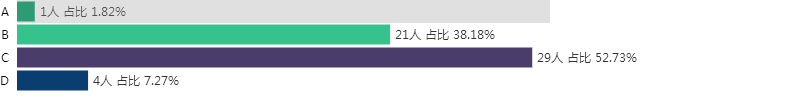 A 1人 占比 1.82%
B 21人 占比 38.18%
C 29人 占比 52.73%
D 4人 占比 7.27%